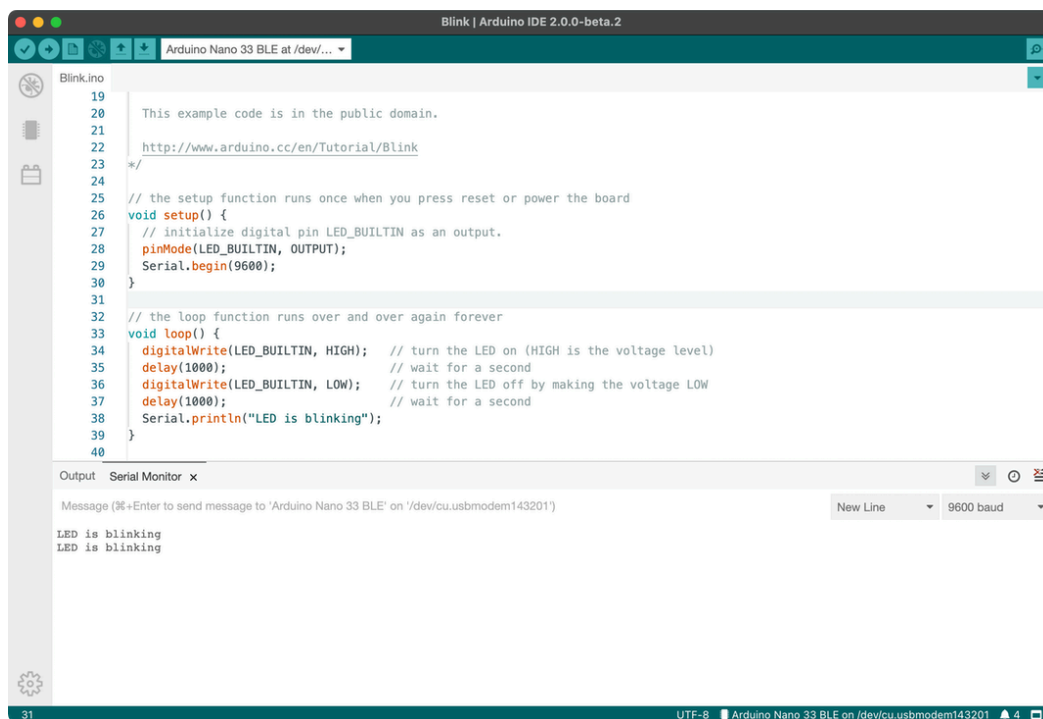 Blink | Arduino IDE 2.0.0-beta.2
Arduino Nano 33 BLE at /dev/...
Blink.ino
19
20 This example code is in the public domain.
21
22 http://www.arduino.cc/en/Tutorial/Blink
23 */
24
25 // the setup function runs once when you press reset or power the board
26 void setup() {
27 // initialize digital pin LED_BUILTIN as an output.
28 pinMode(LED_BUILTIN, OUTPUT);
29 Serial.begin(9600);
30 }
31
32 // the loop function runs over and over again forever
33 void loop() {
34 digitalWrite(LED_BUILTIN, HIGH); // turn the LED on (HIGH is the voltage level)
35 delay(1000); // wait for a second
36 digitalWrite(LED_BUILTIN, LOW); // turn the LED off by making the voltage LOW
37 delay(1000); // wait for a second
38 Serial.println("LED is blinking");
39 }
40
Output Serial Monitor x
Message (⌘+Enter to send message to 'Arduino Nano 33 BLE' on '/dev/cu.usbmodem143201') New Line 9600 baud
LED is blinking
LED is blinking
31 UTF-8 Arduino Nano 33 BLE on /dev/cu.usbmodem143201 4